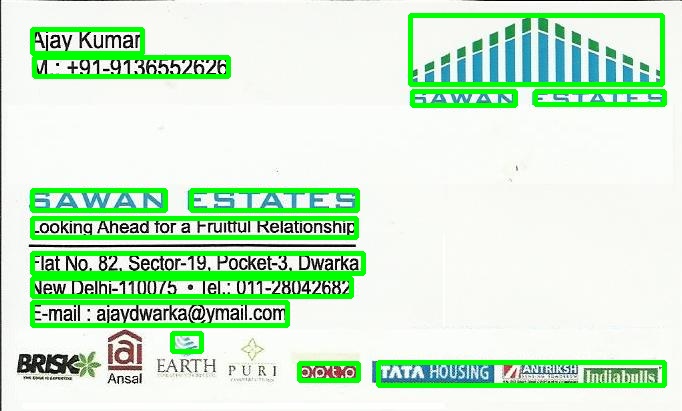 Ajay Kumar
M.: +91-9136552626
SAWAN ESTATES
SAWAN ESTATES
Looking Ahead for a Fruitful Relationship
Flat No. 82, Sector-19, Pocket-3, Dwarka
New Delhi-110075 • Tel.: 011-28042682
E-mail : ajaydwarka@ymail.com
BRISK Ansal EARTH PURI TATA HOUSING ANTRIKSH Indiabulls